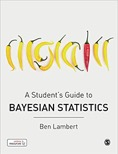 A Student's Guide to
BAYESIAN STATISTICS
Ben Lambert
SAGE